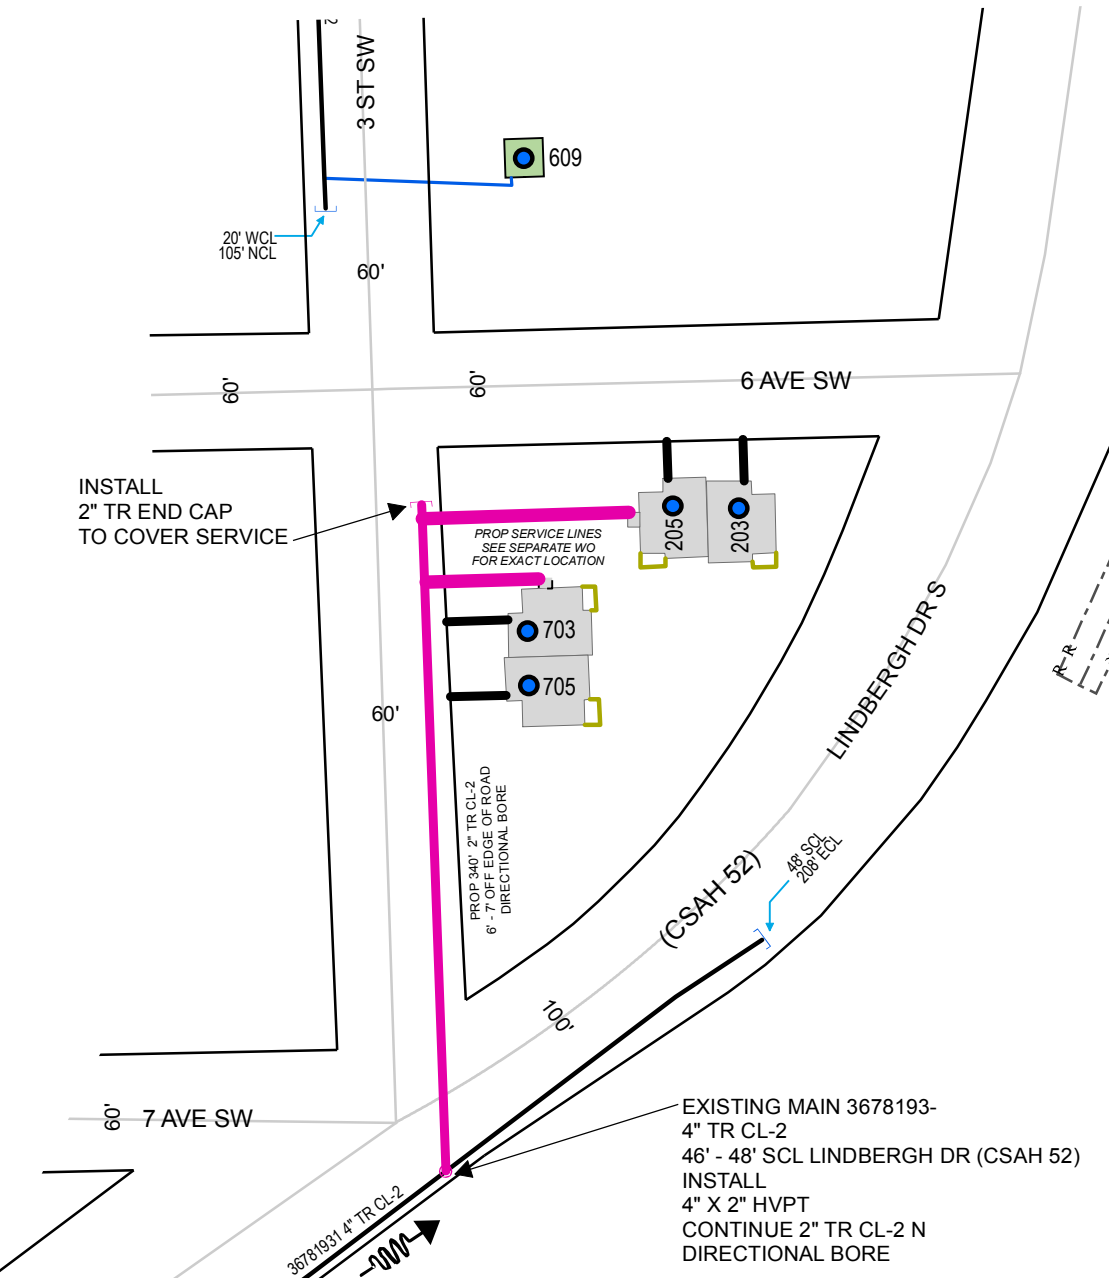 3 ST SW
609
20' WCL
105' NCL
60'
60'
60'
6 AVE SW
INSTALL
2" TR END CAP
TO COVER SERVICE
PROP SERVICE LINES
SEE SEPARATE WO
FOR EXACT LOCATION
205
203
703
705
60'
LINDBERGH DR S
(CSAH 52)
R R
PROP 340' 2" TR CL-2
6' - 7' OFF EDGE OF ROAD
DIRECTIONAL BORE
48' SCL
208' ECL
100'
60'
7 AVE SW
EXISTING MAIN 3678193-
4" TR CL-2
46' - 48' SCL LINDBERGH DR (CSAH 52)
INSTALL
4" X 2" HVPT
CONTINUE 2" TR CL-2 N
DIRECTIONAL BORE
36781931 4" TR CL-2